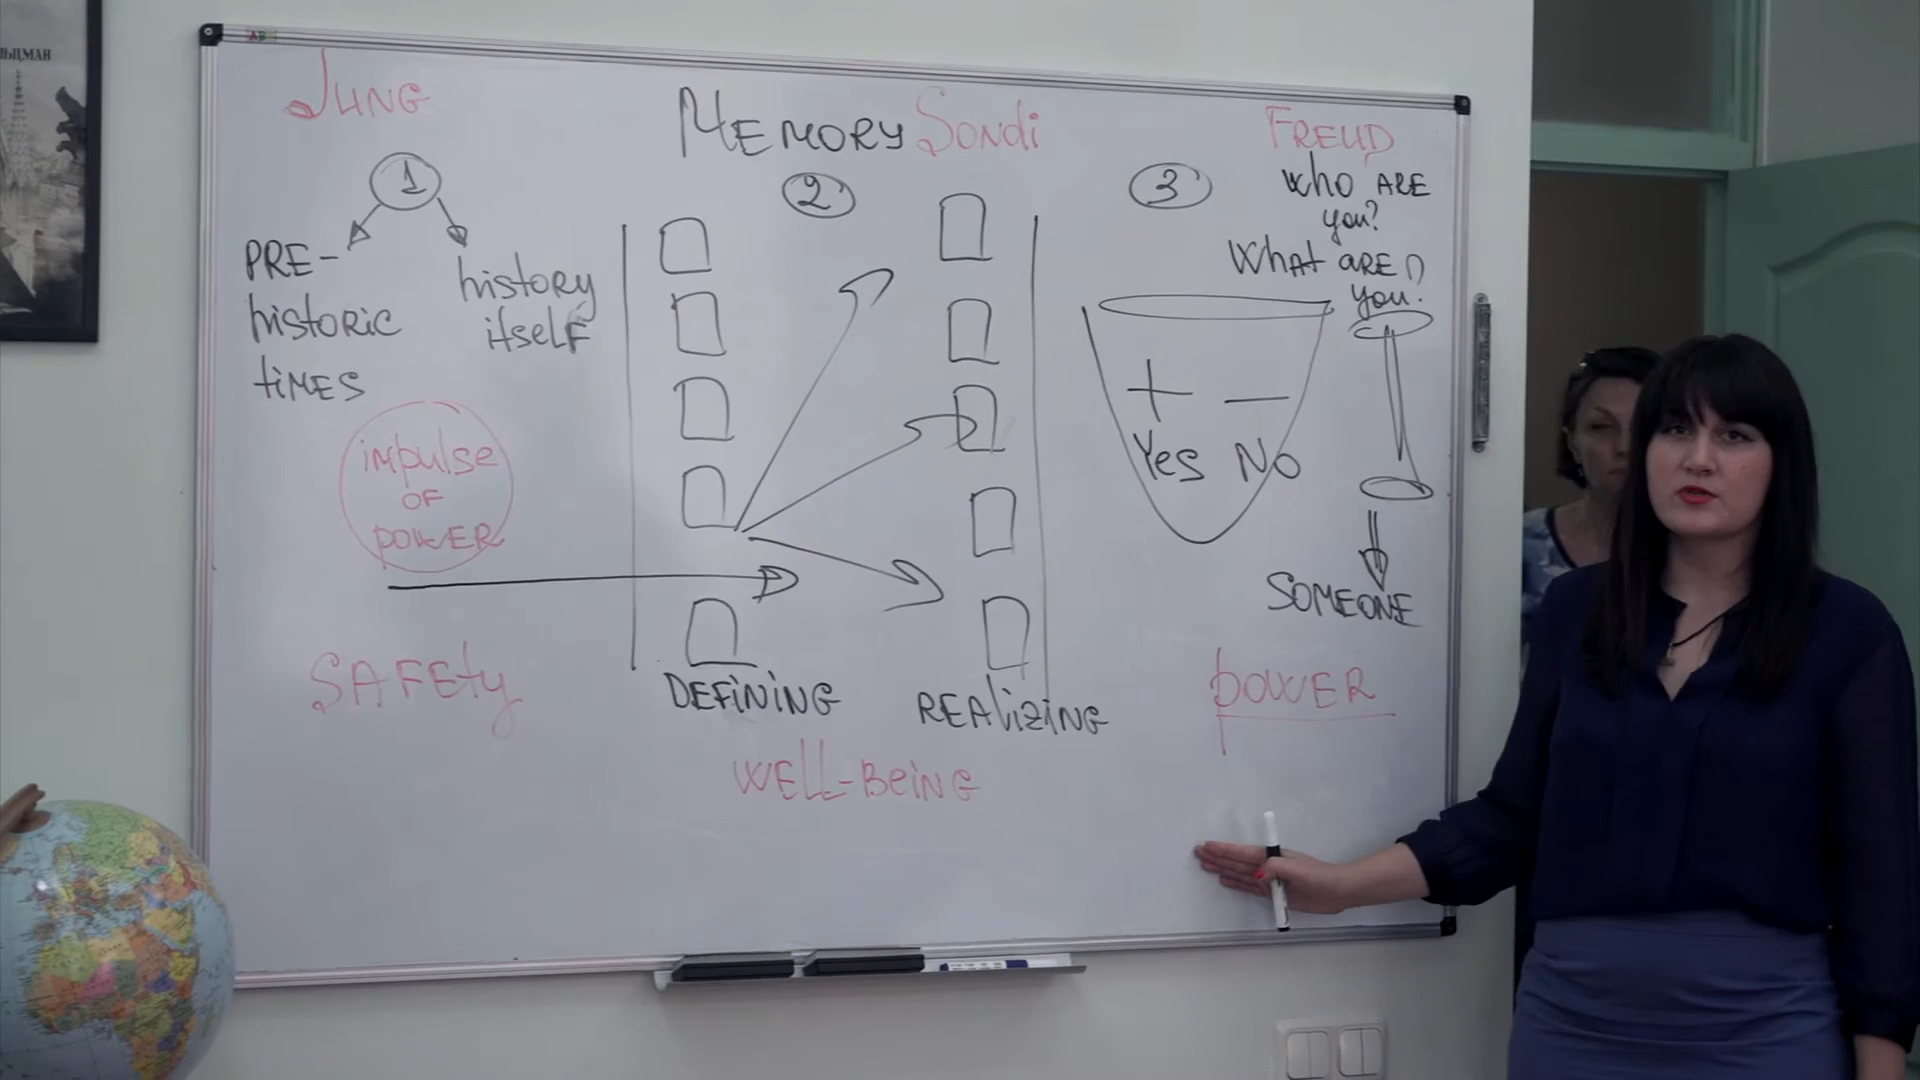 JUNG
MEMORY Sondi
FREUD
1
PRE-
historic
times
history
itself
impulse
OF
POWER
SAFEty
2
DEFINING
REALIZING
WELL-BEING
3
Who ARE
you?
What ARE
you?
+ -
Yes No
SOMEONE
POWER